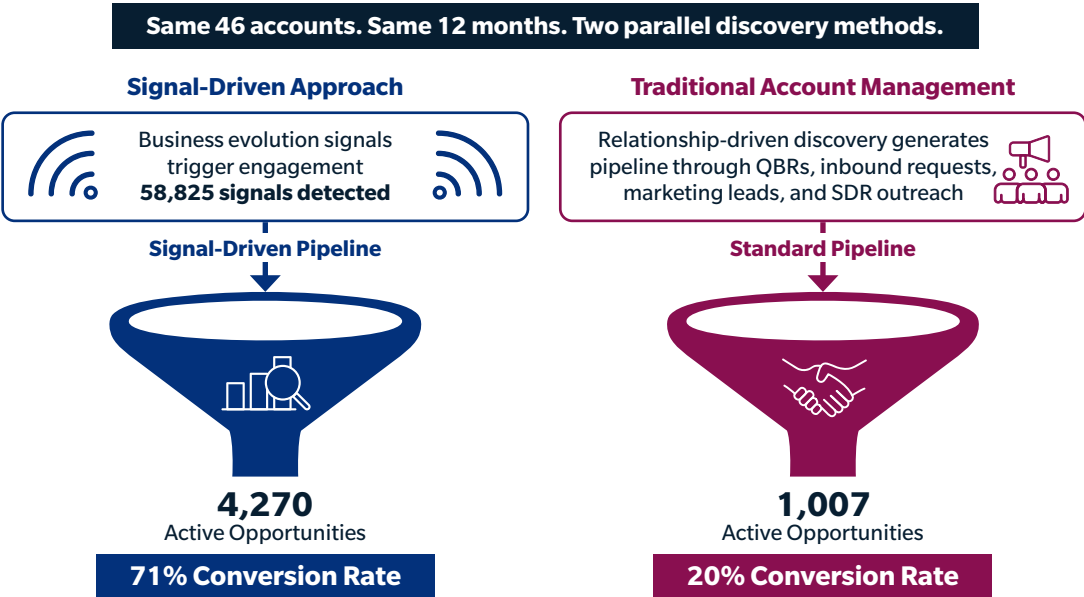 Same 46 accounts. Same 12 months. Two parallel discovery methods.
Signal-Driven Approach
Business evolution signals
trigger engagement
58,825 signals detected
Signal-Driven Pipeline
4,270
Active Opportunities
71% Conversion Rate
Traditional Account Management
Relationship-driven discovery generates
pipeline through QBRs, inbound requests,
marketing leads, and SDR outreach
Standard Pipeline
1,007
Active Opportunities
20% Conversion Rate